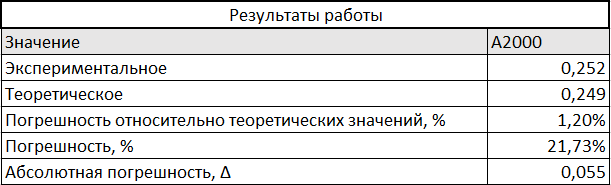 Результаты работы
Значение A2000
Экспериментальное 0,252
Теоретическое 0,249
Погрешность относительно теоретических значений, % 1,20%
Погрешность, % 21,73%
Абсолютная погрешность, Δ 0,055